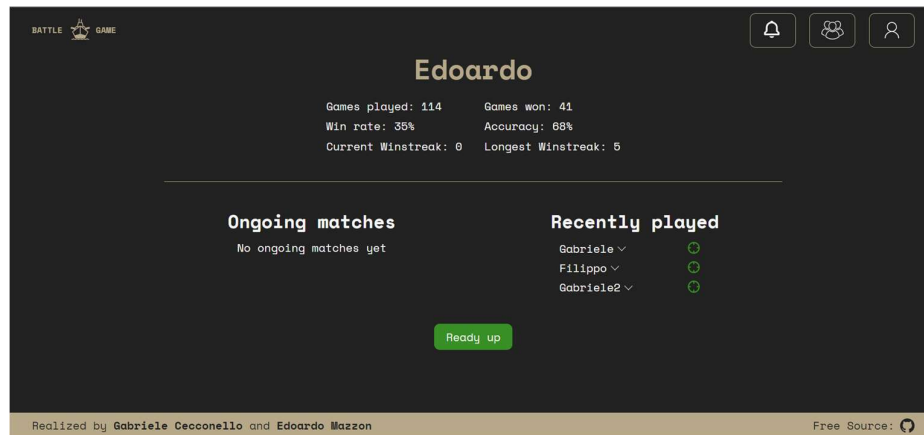 BATTLE GAME
Edoardo
Games played: 114 Games won: 41
Win rate: 35% Accuracy: 68%
Current Winstreak: 0 Longest Winstreak: 5
Ongoing matches
No ongoing matches yet
Recently played
Gabriele
Filippo
Gabriele2
Ready up
Realized by Gabriele Cecconello and Edoardo Mazzon
Free Source: